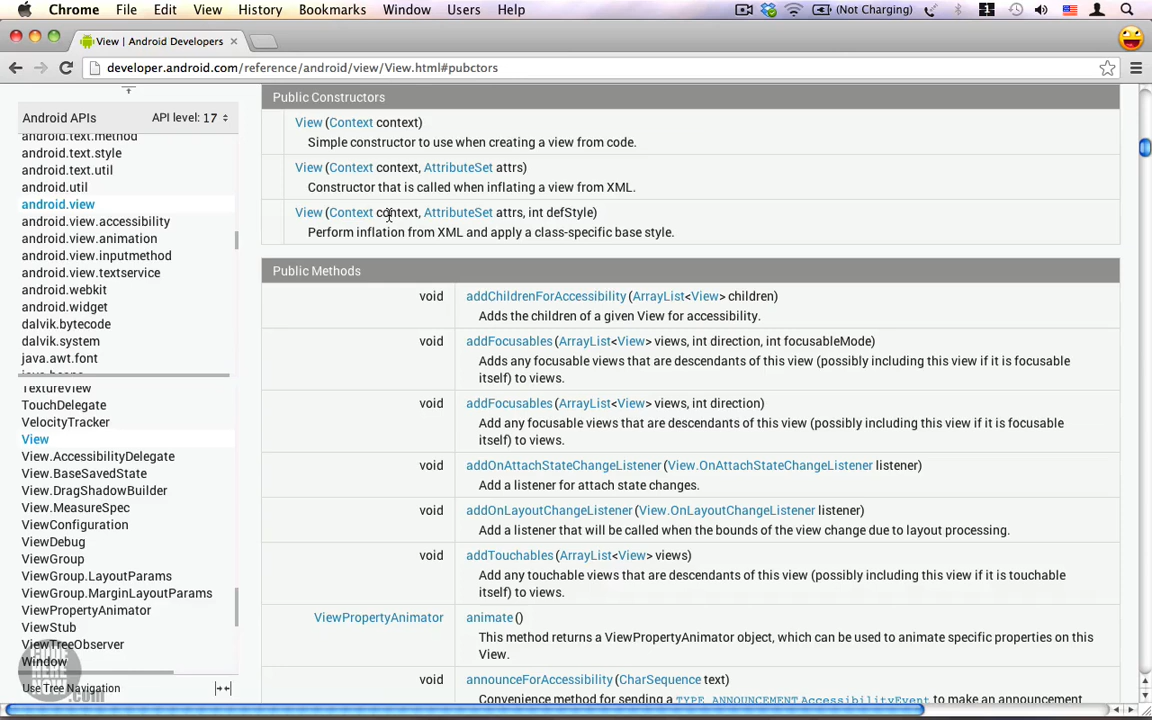 Chrome File Edit View History Bookmarks Window Users Help (Not Charging) 1
View | Android Developers
developer.android.com/reference/android/view/View.html#pubctors
Android APIs API level: 17
android.text.method
android.text.style
android.text.util
android.util
android.view
android.view.accessibility
android.view.animation
android.view.inputmethod
android.view.textservice
android.webkit
android.widget
dalvik.bytecode
dalvik.system
java.awt.font
java.beans
TextureView
TouchDelegate
VelocityTracker
View
View.AccessibilityDelegate
View.BaseSavedState
View.DragShadowBuilder
View.MeasureSpec
ViewConfiguration
ViewDebug
ViewGroup
ViewGroup.LayoutParams
ViewGroup.MarginLayoutParams
ViewPropertyAnimator
ViewStub
ViewTreeObserver
Window
Use Tree Navigation
Public Constructors
View (Context context)
Simple constructor to use when creating a view from code.
View (Context context, AttributeSet attrs)
Constructor that is called when inflating a view from XML.
View (Context context, AttributeSet attrs, int defStyle)
Perform inflation from XML and apply a class-specific base style.
Public Methods
void addChildrenForAccessibility (ArrayList<View> children)
Adds the children of a given View for accessibility.
void addFocusables (ArrayList<View> views, int direction, int focusableMode)
Adds any focusable views that are descendants of this view (possibly including this view if it is focusable
itself) to views.
void addFocusables (ArrayList<View> views, int direction)
Add any focusable views that are descendants of this view (possibly including this view if it is focusable
itself) to views.
void addOnAttachStateChangeListener (View.OnAttachStateChangeListener listener)
Add a listener for attach state changes.
void addOnLayoutChangeListener (View.OnLayoutChangeListener listener)
Add a listener that will be called when the bounds of the view change due to layout processing.
void addTouchables (ArrayList<View> views)
Add any touchable views that are descendants of this view (possibly including this view if it is touchable
itself) to views.
ViewPropertyAnimator animate ()
This method returns a ViewPropertyAnimator object, which can be used to animate specific properties on this
View.
void announceForAccessibility (CharSequence text)
Convenience method for sending a TYPE_ANNOUNCEMENT AccessibilityEvent to make an announcement